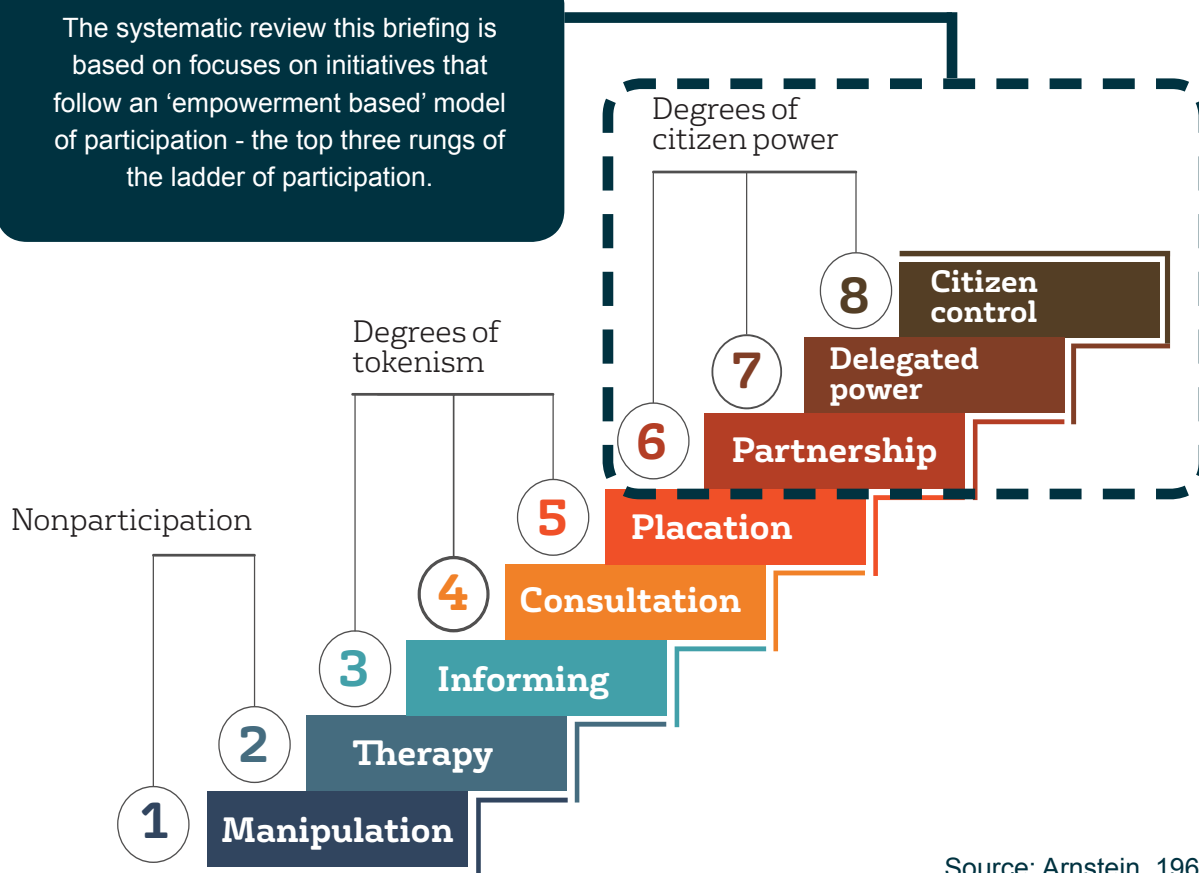 The systematic review this briefing is
based on focuses on initiatives that
follow an ‘empowerment based’ model
of participation - the top three rungs of
the ladder of participation.
Degrees of
citizen power
8
Citizen
control
Degrees of
tokenism
7
Delegated
power
6
Partnership
Nonparticipation
5
Placation
4
Consultation
3
Informing
2
Therapy
1
Manipulation
Source: Arnstein, 196